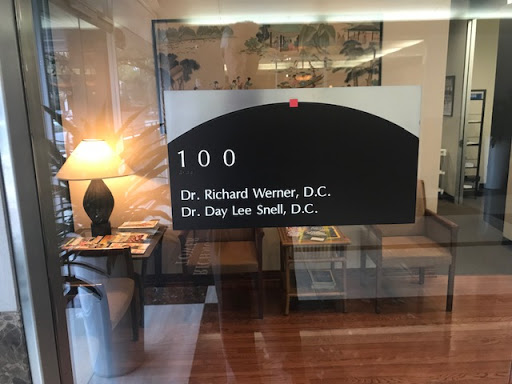 100
Dr. Richard Werner, D.C.
Dr. Day Lee Snell, D.C.